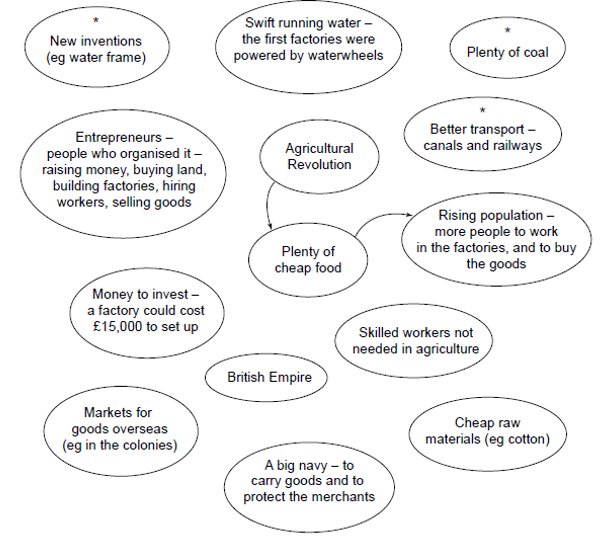 *
New inventions
(eg water frame)
Swift running water –
the first factories were
powered by waterwheels
*
Plenty of coal
Entrepreneurs –
people who organised it –
raising money, buying land,
building factories, hiring
workers, selling goods
Agricultural
Revolution
*
Better transport –
canals and railways
Plenty of
cheap food
Rising population –
more people to work
in the factories, and to buy
the goods
Money to invest –
a factory could cost
£15,000 to set up
Skilled workers not
needed in agriculture
British Empire
Markets for
goods overseas
(eg in the colonies)
Cheap raw
materials (eg cotton)
A big navy – to
carry goods and to
protect the merchants